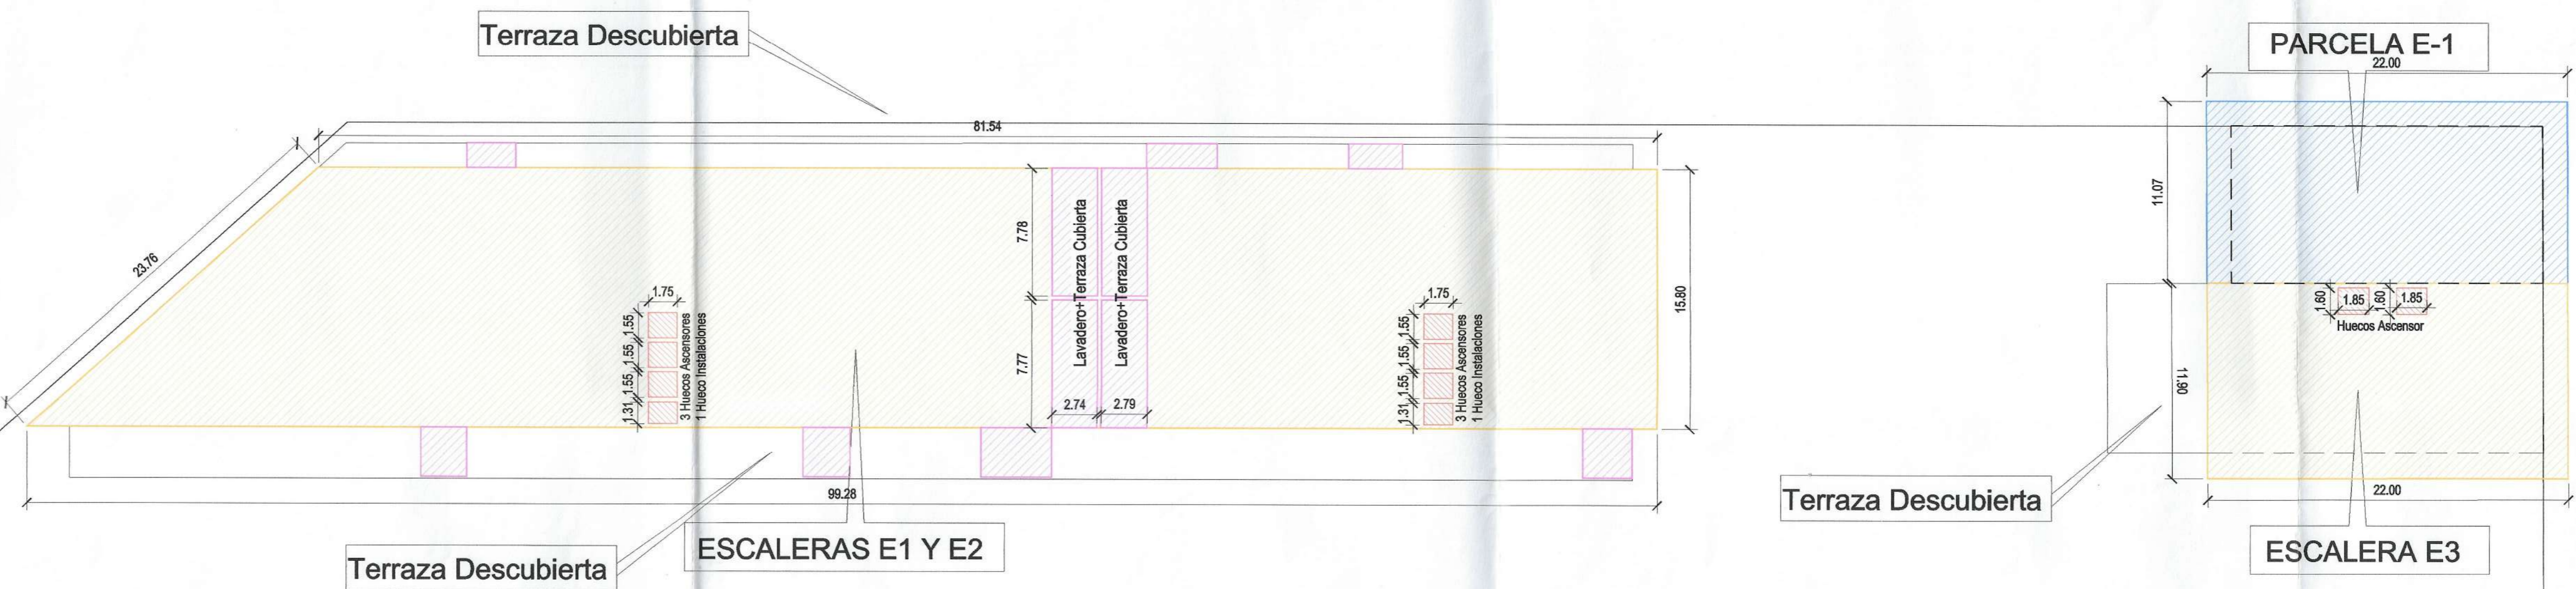 Terraza Descubierta
PARCELA E-1
22.00
81.54
23.76
7.78
7.77
Lavadero+Terraza Cubierta
Lavadero+Terraza Cubierta
2.74
2.79
15.80
1.75
1.55
1.55
1.55
1.31
3 Huecos Ascensores
1 Hueco Instalaciones
1.75
1.55
1.55
1.55
1.31
3 Huecos Ascensores
1 Hueco Instalaciones
99.28
ESCALERAS E1 Y E2
Terraza Descubierta
11.07
11.90
1.60
1.85
1.60
1.85
Huecos Ascensor
Terraza Descubierta
22.00
ESCALERA E3